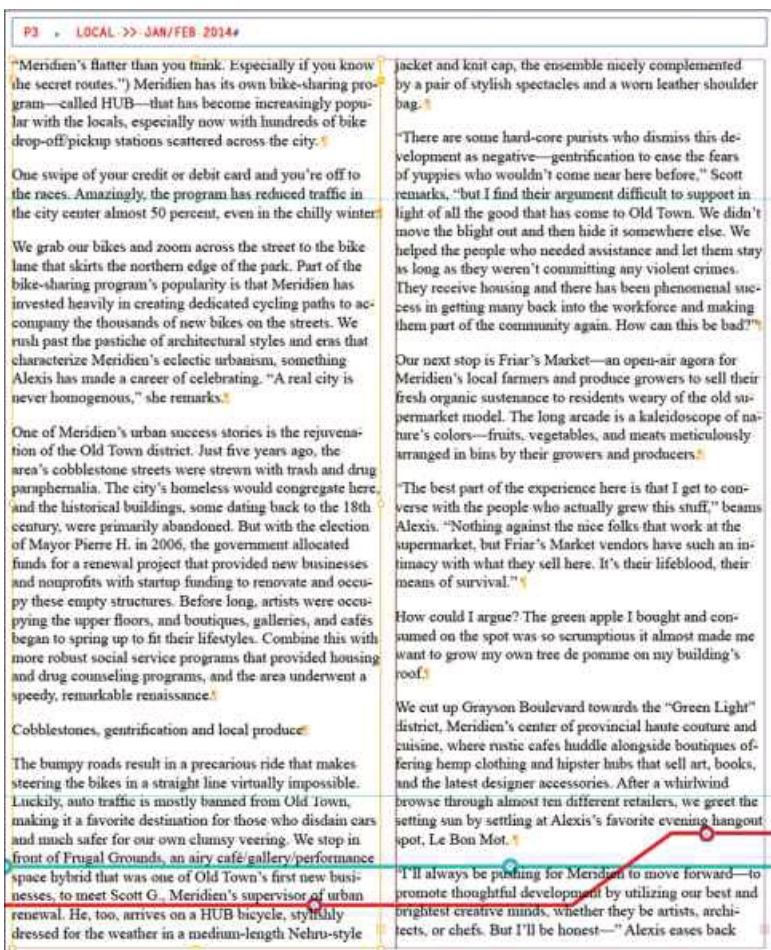 P3 . LOCAL >> JAN/FEB 2014#
"Meridien's flatter than you think. Especially if you know
the secret routes.") Meridien has its own bike-sharing pro-
gram—called HUB—that has become increasingly popu-
lar with the locals, especially now with hundreds of bike
drop-off/pickup stations scattered across the city.¶
One swipe of your credit or debit card and you're off to
the races. Amazingly, the program has reduced traffic in
the city center almost 50 percent, even in the chilly winter¶
We grab our bikes and zoom across the street to the bike
lane that skirts the northern edge of the park. Part of the
bike-sharing program's popularity is that Meridien has
invested heavily in creating dedicated cycling paths to ac-
company the thousands of new bikes on the streets. We
rush past the pastiche of architectural styles and eras that
characterize Meridien's eclectic urbanism, something
Alexis has made a career of celebrating. "A real city is
never homogenous," she remarks.¶
One of Meridien's urban success stories is the rejuvena-
tion of the Old Town district. Just five years ago, the
area's cobblestone streets were strewn with trash and drug
paraphernalia. The city's homeless would congregate here,
and the historical buildings, some dating back to the 18th
century, were primarily abandoned. But with the election
of Mayor Pierre H. in 2006, the government allocated
funds for a renewal project that provided new businesses
and nonprofits with startup funding to renovate and occu-
py these empty structures. Before long, artists were occu-
pying the upper floors, and boutiques, galleries, and cafés
began to spring up to fit their lifestyles. Combine this with
more robust social service programs that provided housing
and drug counseling programs, and the area underwent a
speedy, remarkable renaissance.¶
Cobblestones, gentrification and local produce¶
The bumpy roads result in a precarious ride that makes
steering the bikes in a straight line virtually impossible.
Luckily, auto traffic is mostly banned from Old Town,
making it a favorite destination for those who disdain cars
and much safer for our own clumsy veering. We stop in
front of Frugal Grounds, an airy café/gallery/performance
space hybrid that was one of Old Town's first new busi-
nesses, to meet Scott G., Meridien's supervisor of urban
renewal. He, too, arrives on a HUB bicycle, stylishly
dressed for the weather in a medium-length Nehru-style
jacket and knit cap, the ensemble nicely complemented
by a pair of stylish spectacles and a worn leather shoulder
bag.¶
"There are some hard-core purists who dismiss this de-
velopment as negative—gentrification to ease the fears
of yuppies who wouldn't come near here before," Scott
remarks, "but I find their argument difficult to support in
light of all the good that has come to Old Town. We didn't
move the blight out and then hide it somewhere else. We
helped the people who needed assistance and let them stay
as long as they weren't committing any violent crimes.
They receive housing and there has been phenomenal suc-
cess in getting many back into the workforce and making
them part of the community again. How can this be bad?"¶
Our next stop is Friar's Market—an open-air agora for
Meridien's local farmers and produce growers to sell their
fresh organic sustenance to residents weary of the old su-
permarket model. The long arcade is a kaleidoscope of na-
ture's colors—fruits, vegetables, and meats meticulously
arranged in bins by their growers and producers.¶
"The best part of the experience here is that I get to con-
verse with the people who actually grew this stuff," beams
Alexis. "Nothing against the nice folks that work at the
supermarket, but Friar's Market vendors have such an in-
timacy with what they sell here. It's their lifeblood, their
means of survival."¶
How could I argue? The green apple I bought and con-
sumed on the spot was so scrumptious it almost made me
want to grow my own tree de pomme on my building's
roof.¶
We cut up Grayson Boulevard towards the "Green Light"
district, Meridien's center of provincial haute couture and
cuisine, where rustic cafes huddle alongside boutiques of-
fering hemp clothing and hipster hubs that sell art, books,
and the latest designer accessories. After a whirlwind
browse through almost ten different retailers, we greet the
setting sun by settling at Alexis's favorite evening hangout
spot, Le Bon Mot.¶
"I'll always be pushing for Meridien to move forward—to
promote thoughtful development by utilizing our best and
brightest creative minds, whether they be artists, archi-
tects, or chefs. But I'll be honest—" Alexis eases back